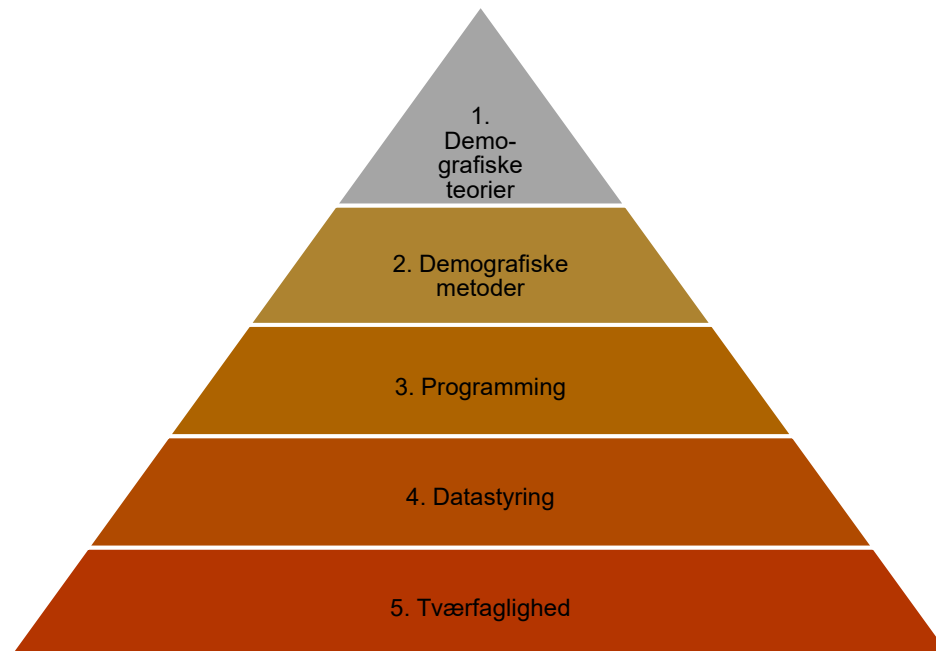 1.
Demo-
grafiske
teorier
2. Demografiske
metoder
3. Programming
4. Datastyring
5. Tværfaglighed